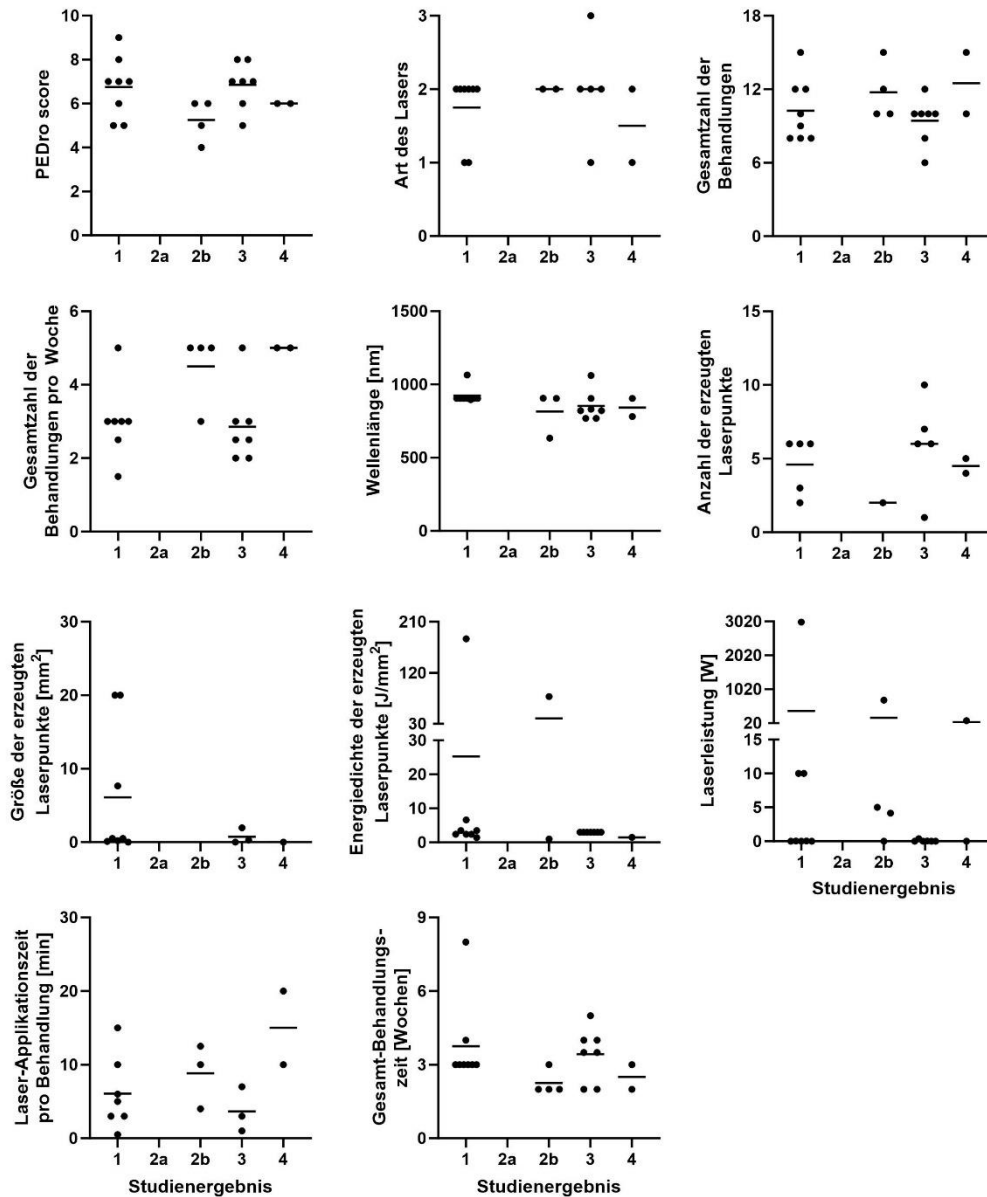 PEDro score
10
8
6
4
2
0
1 2a 2b 3 4
Art des Lasers
3
2
1
0
1 2a 2b 3 4
Gesamtzahl der
Behandlungen
18
12
6
0
1 2a 2b 3 4
Gesamtzahl der
Behandlungen pro Woche
6
4
2
0
1 2a 2b 3 4
Wellenlänge [nm]
1500
1000
500
0
1 2a 2b 3 4
Anzahl der erzeugten
Laserpunkte
15
10
5
0
1 2a 2b 3 4
Größe der erzeugten
Laserpunkte [mm²]
30
20
10
0
1 2a 2b 3 4
Energiedichte der erzeugten
Laserpunkte [J/mm²]
210
120
30
30
20
10
0
1 2a 2b 3 4
Laserleistung [W]
3020
2020
1020
20
15
10
5
0
1 2a 2b 3 4
Studienergebnis
Laser-Applikationszeit
pro Behandlung [min]
30
20
10
0
1 2a 2b 3 4
Studienergebnis
Gesamt-Behandlungs-
zeit [Wochen]
9
6
3
0
1 2a 2b 3 4
Studienergebnis